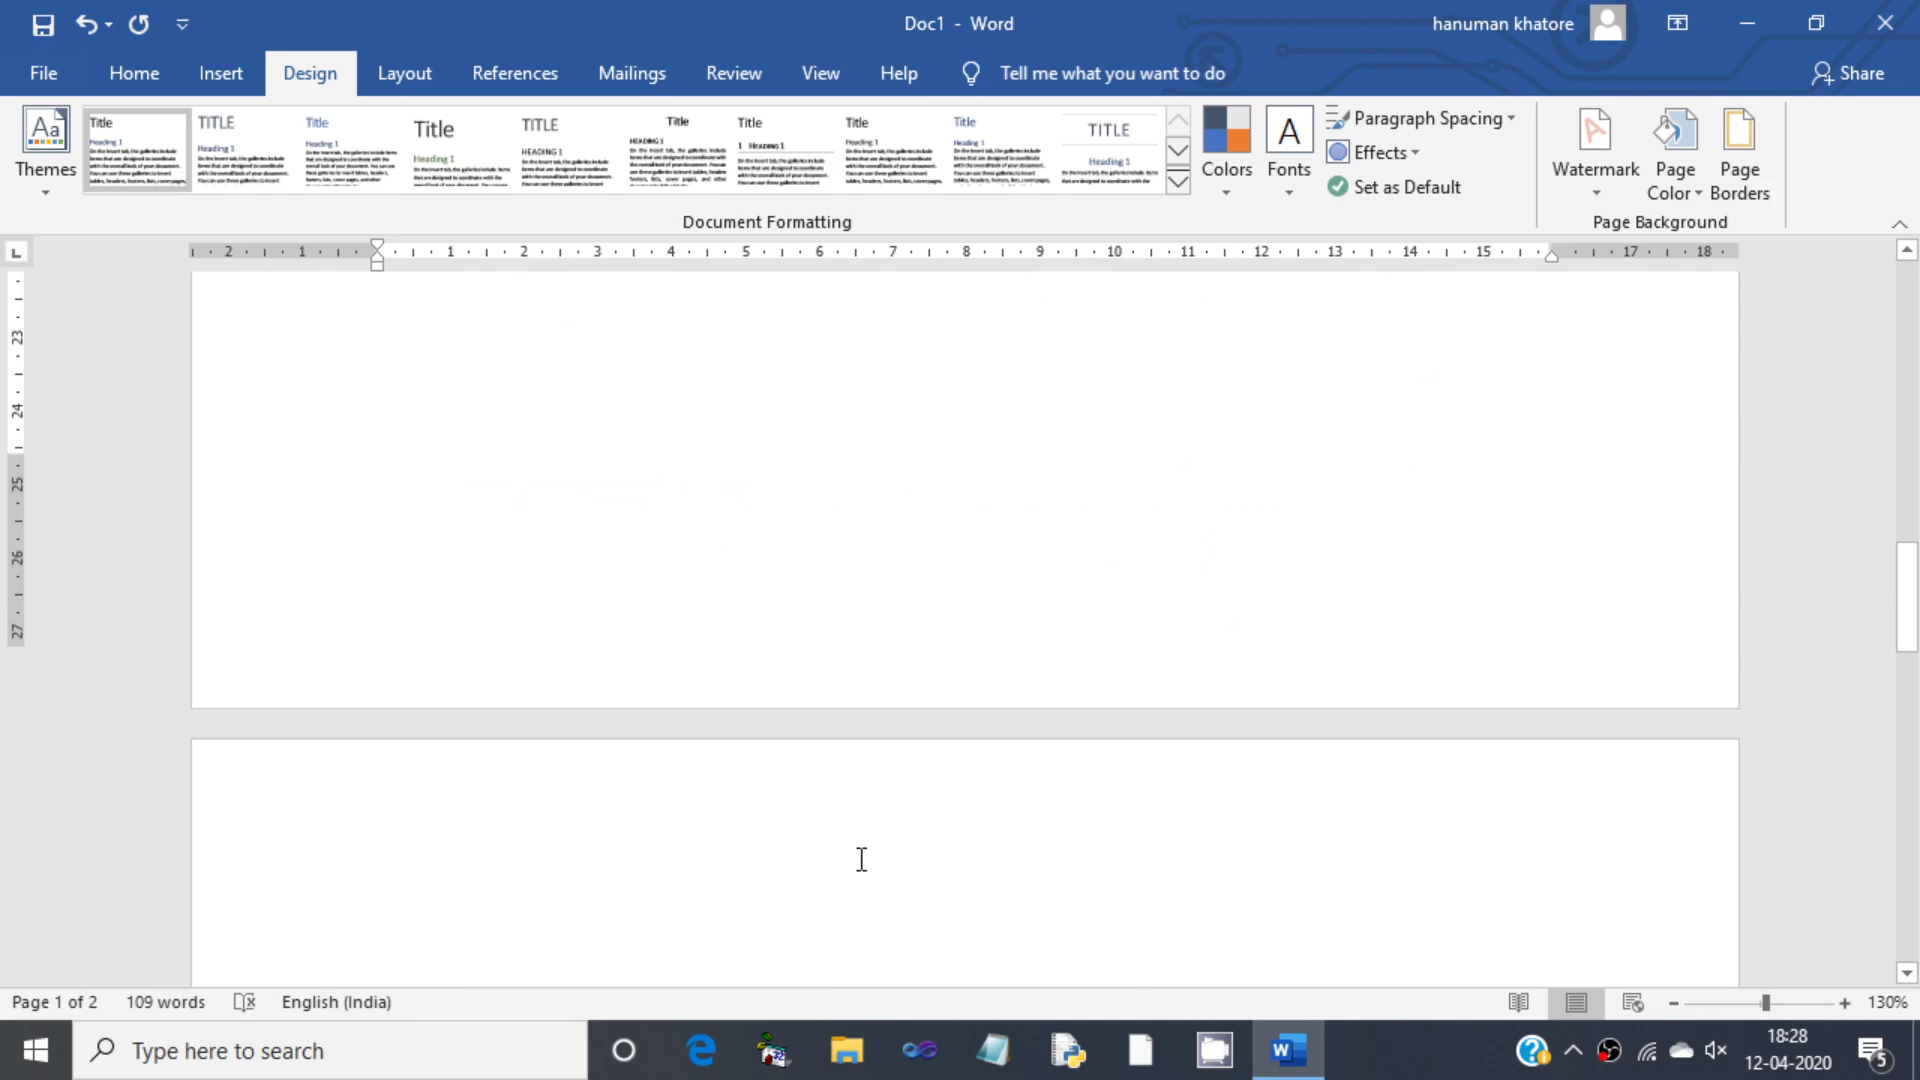 Doc1 - Word
hanuman khatore
File Home Insert Design Layout References Mailings Review View Help Tell me what you want to do Share
Themes
Title
Heading 1
TITLE
Heading 1
Title
Heading 1
Title
Heading 1
TITLE
HEADING 1
Title
HEADING 1
Title
1 HEADING 1
Title
Heading 1
Title
Heading 1
TITLE
Heading 1
Colors
Fonts
Paragraph Spacing
Effects
Set as Default
Watermark
Page Color
Page Borders
Document Formatting
Page Background
2 1 1 2 3 4 5 6 7 8 9 10 11 12 13 14 15 17 18
23
24
25
26
27
Page 1 of 2 109 words English (India) 130%
Type here to search
18:28
12-04-2020
5